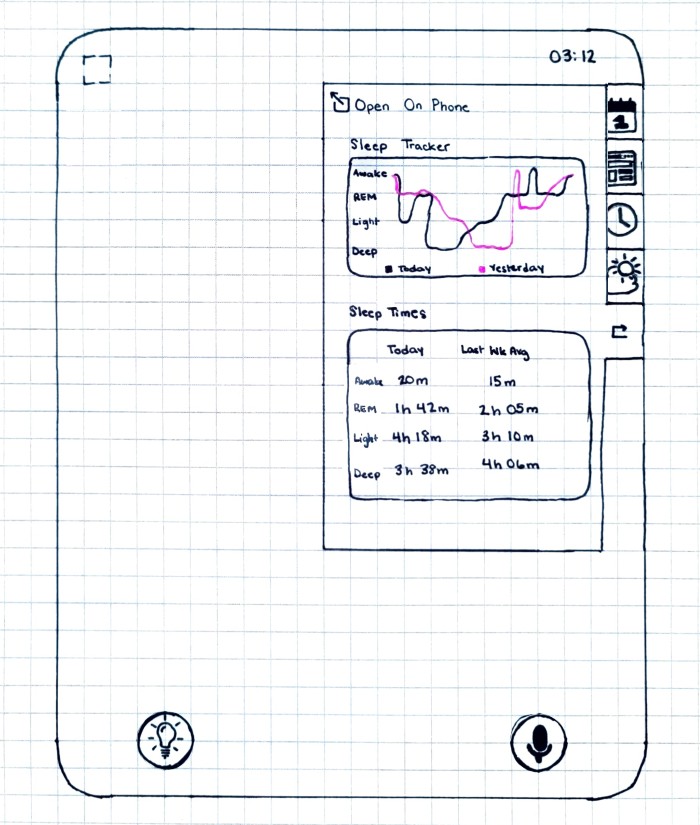 03:12
Open On Phone
1
Sleep Tracker
Awake
REM
Light
Deep
Today Yesterday
Sleep Times
Today Last Wk Avg
Awake 20m 15m
REM 1h 42m 2h 05m
Light 4h 18m 3h 10m
Deep 3h 38m 4h 06m